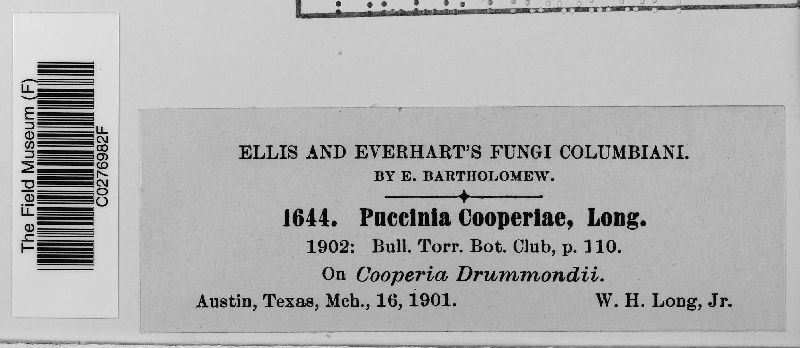 The Field Museum (F)
C0276982F
ELLIS AND EVERHART'S FUNGI COLUMBIANI.
BY E. BARTHOLOMEW.
1644. Puccinia Cooperiae, Long.
1902: Bull. Torr. Bot. Club, p. 110.
On Cooperia Drummondii.
Austin, Texas, Mch., 16, 1901. W. H. Long, Jr.